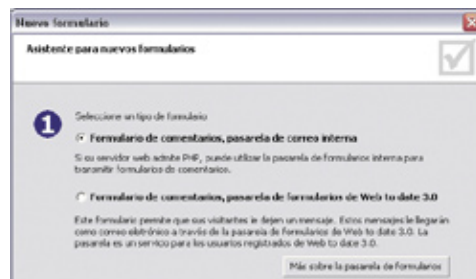 Nuevo formulario
Asistente para nuevos formularios
1
Seleccione un tipo de formulario
Formulario de comentarios, pasarela de correo interna
Si su servidor web admite PHP, puede utilizar la pasarela de formularios interna para
transmitir formularios de comentarios.
Formulario de comentarios, pasarela de formularios de Web to date 3.0
Este formulario permite que sus visitantes le dejen un mensaje. Estos mensajes le llegarán
como correo eletrónico a través de la pasarela de formularios de Web to date 3.0. La
pasarela es un servicio para los usuarios registrados de Web to date 3.0.
Más sobre la pasarela de formularios